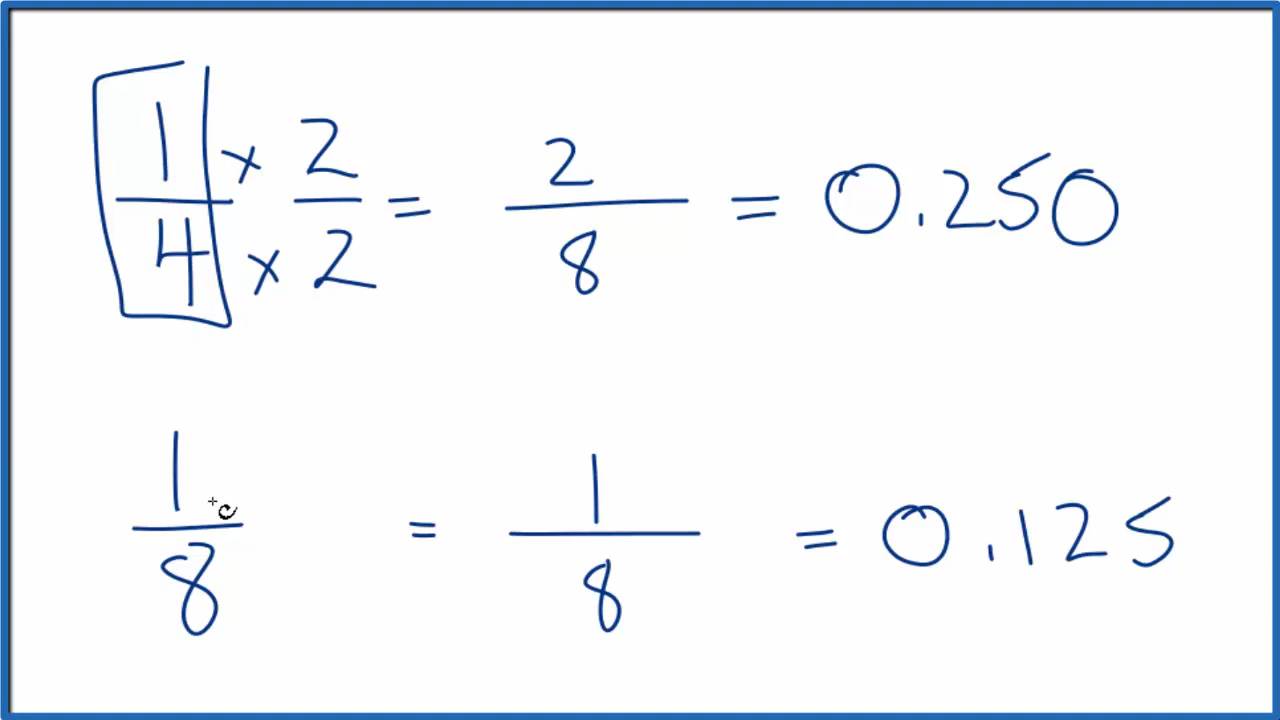 1/4 × 2/2 = 2/8 = 0.250
1/8 = 1/8 = 0.125